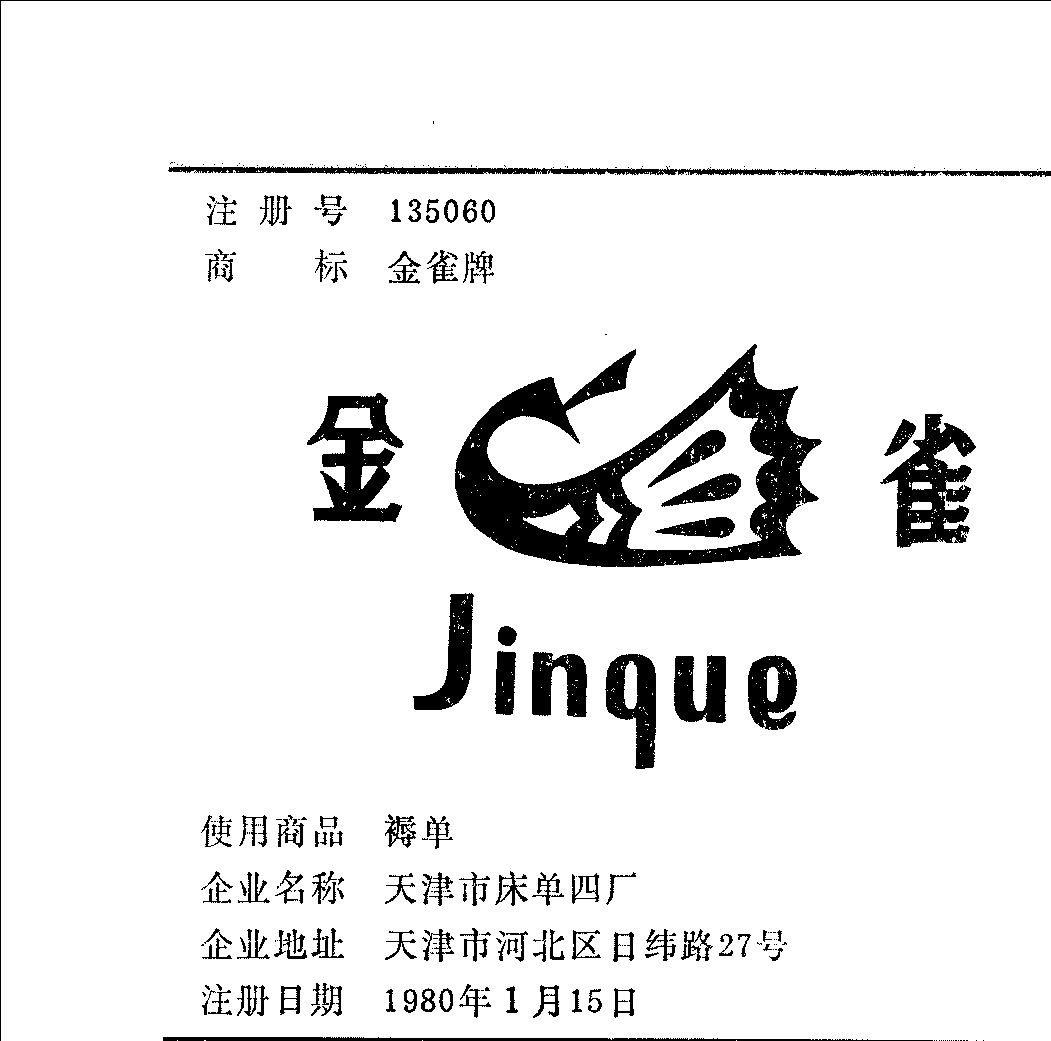 注册号 135060
商标 金雀牌
金 雀
Jinque
使用商品 褥单
企业名称 天津市床单四厂
企业地址 天津市河北区日纬路27号
注册日期 1980年1月15日